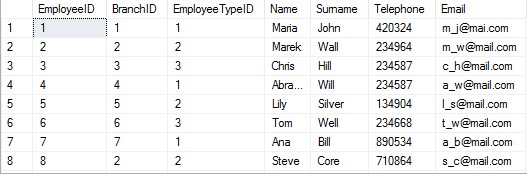 EmployeeID BranchID EmployeeTypeID Name Surname Telephone Email
1 1 1 1 Maria John 420324 m_j@mai.com
2 2 2 2 Marek Wall 234964 m_w@mail.com
3 3 3 3 Chris Hill 234587 c_h@mail.com
4 4 4 1 Abra... Will 234587 a_w@mail.com
5 5 5 2 Lily Silver 134904 l_s@mail.com
6 6 6 3 Tom Well 234668 t_w@mail.com
7 7 7 1 Ana Bill 890534 a_b@mail.com
8 8 2 2 Steve Core 710864 s_c@mail.com